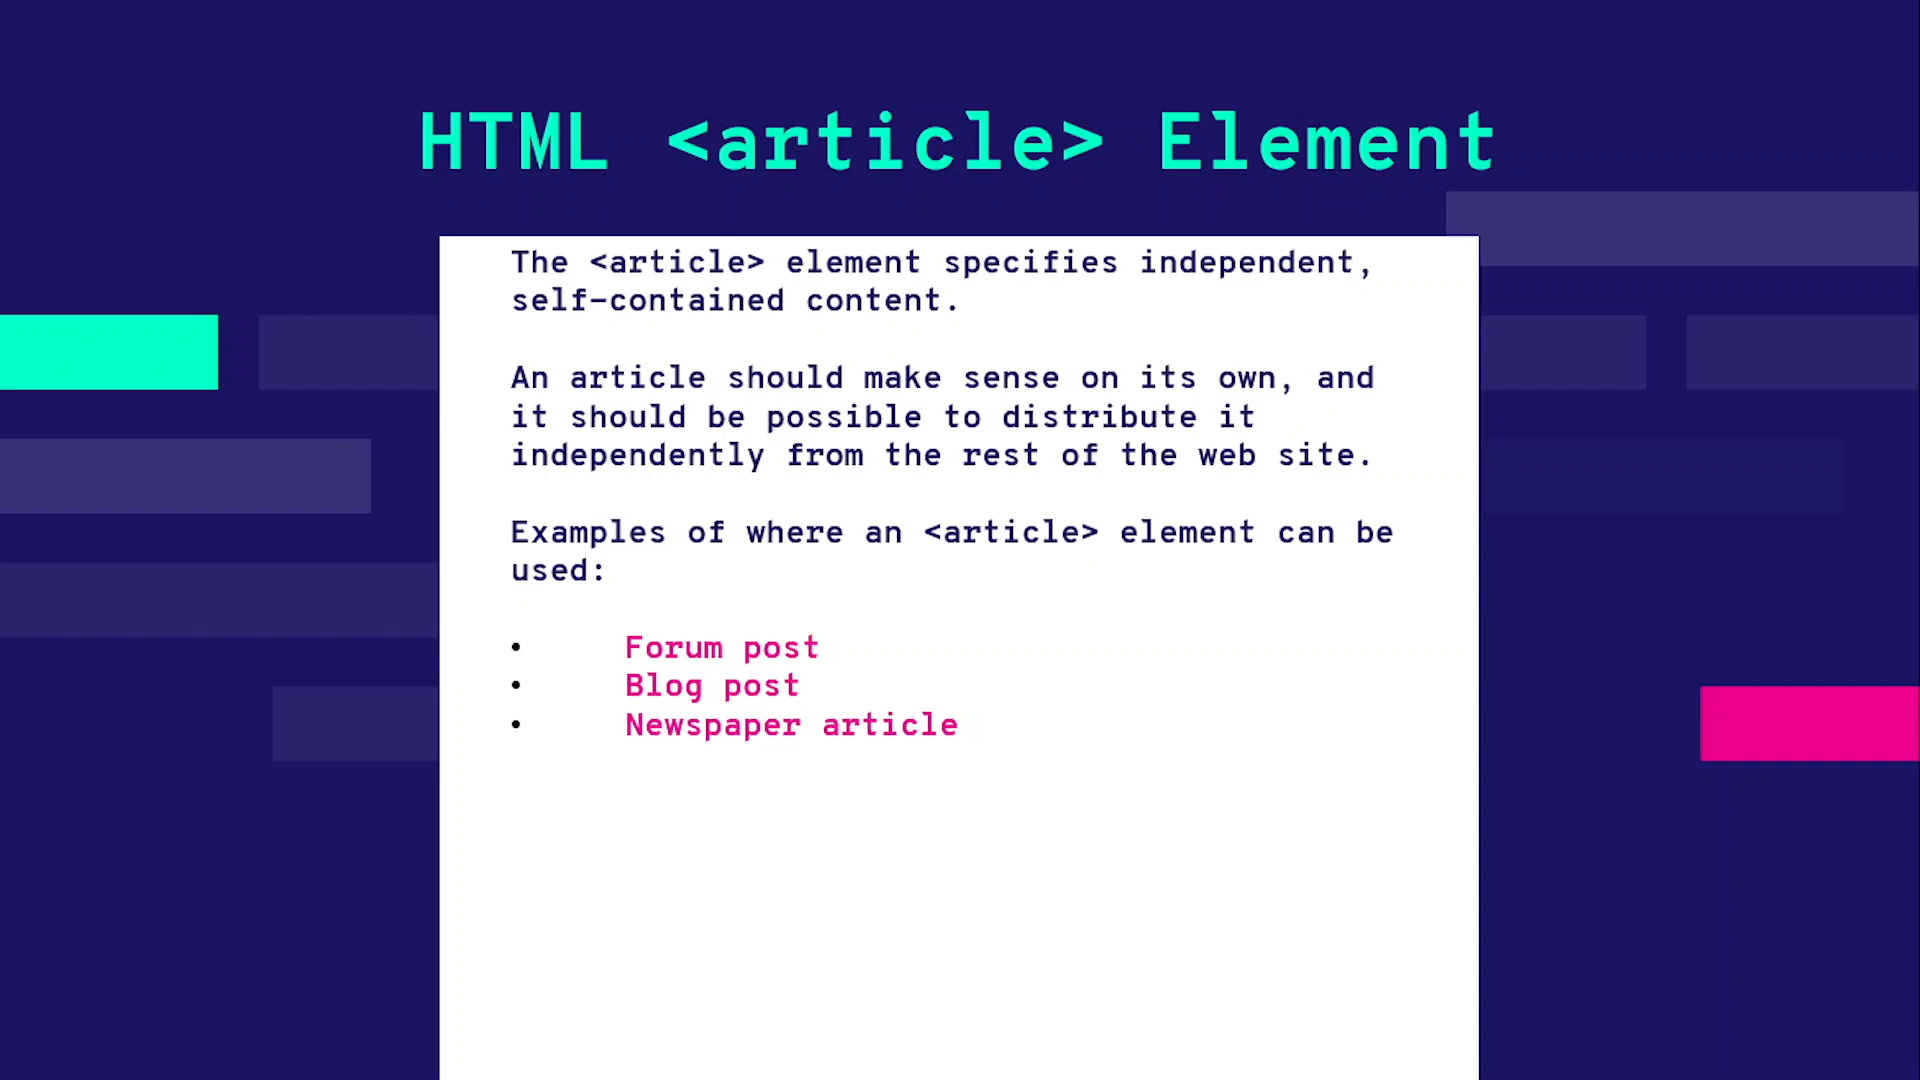 HTML <article> Element
The <article> element specifies independent,
self-contained content.
An article should make sense on its own, and
it should be possible to distribute it
independently from the rest of the web site.
Examples of where an <article> element can be
used:
• Forum post
• Blog post
• Newspaper article